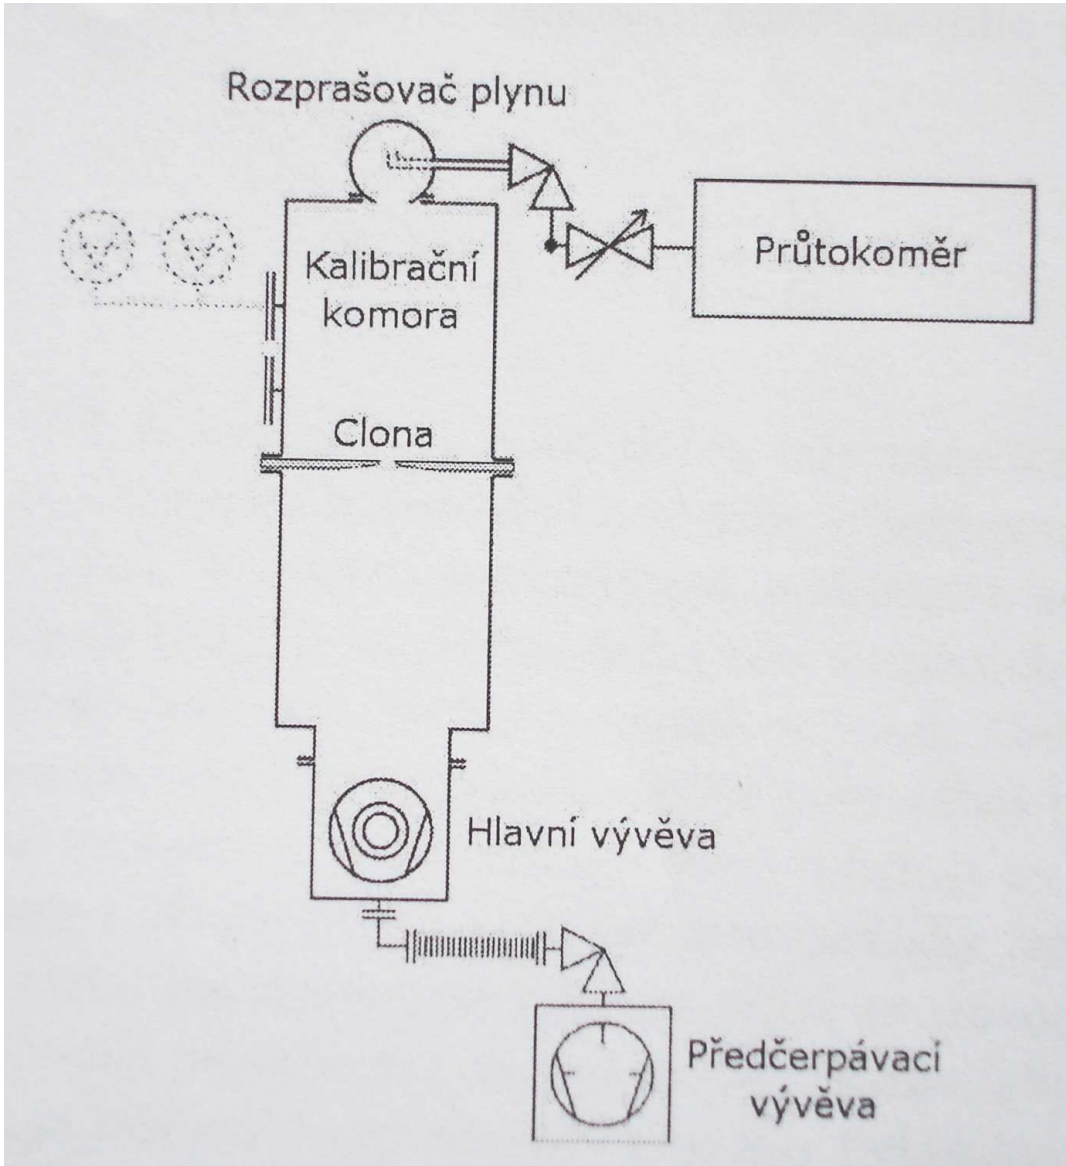 Rozprašovač plynu
Kalibrační
komora
Průtokoměr
Clona
Hlavní vývěva
Předčerpávací
vývěva